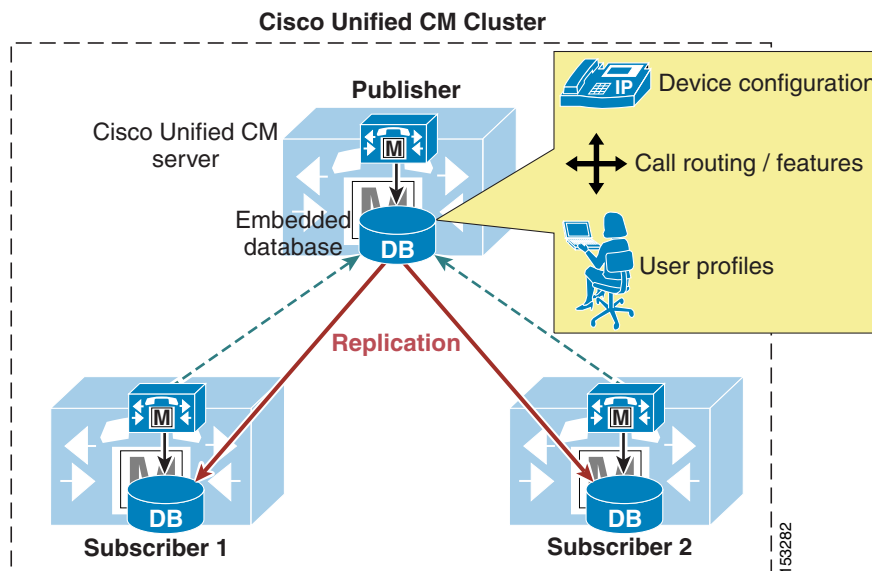 Cisco Unified CM Cluster
Publisher
Cisco Unified CM
server
M
M
Embedded
database
DB
IP
Device configuration
Call routing / features
User profiles
Replication
M
M
DB
Subscriber 1
M
M
DB
Subscriber 2
153282